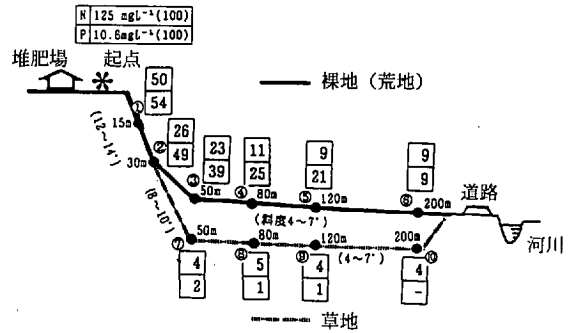 N 125 mgl⁻¹(100)
P 10.6mgl⁻¹(100)
堆肥場 起点
裸地（荒地）
50
54
①
15m
(12～14°)
26
49
②
30m
23
39
③
50m
11
25
④
80m
9
21
⑤
120m
9
9
⑥
200m
(斜度4～7°)
道路
河川
(8～10°)
50m
⑦
4
2
80m
⑧
5
1
120m
⑨
4
1
(4～7°)
200m
⑩
4
-
草地